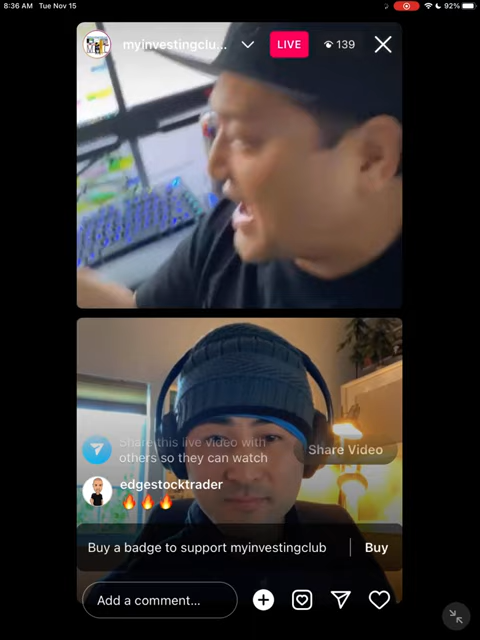 8:36 AM Tue Nov 15
92%
myinvestingclu...
LIVE
139
Share this live video with
others so they can watch
Share Video
edgestocktrader
Buy a badge to support myinvestingclub
Buy
Add a comment...